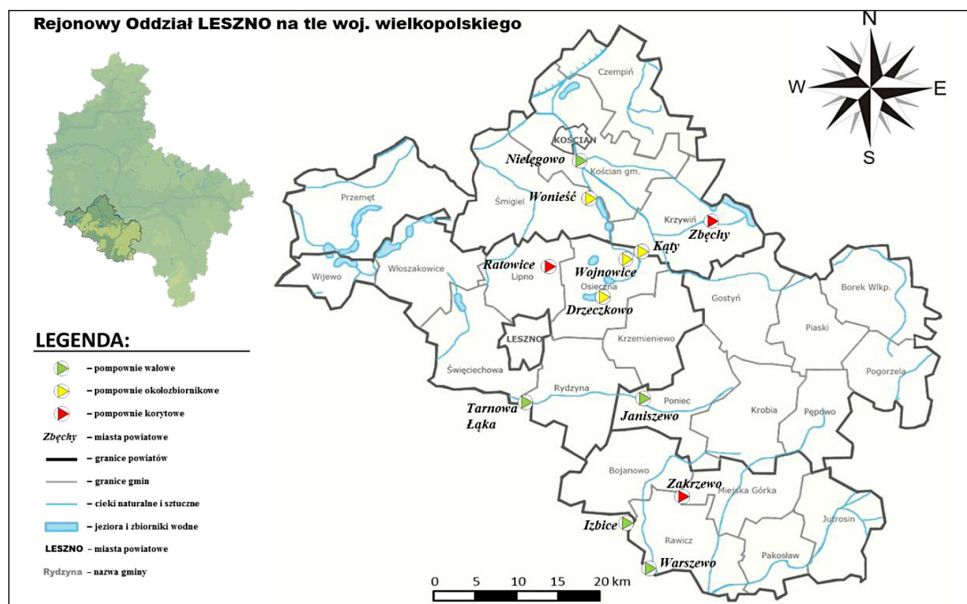 Rejonowy Oddział LESZNO na tle woj. wielkopolskiego
N
W
E
S
Czempiń
KOŚCIAN
Nielęgowo
Kościan gm.
Wonieść
Śmigiel
Przemęt
Krzywiń
Zbęchy
Kąty
Wojnowice
Ratowice
Lipno
Osieczna
Drzeczkowo
Wijewo
Włoszakowice
Gostyń
Borek Wlkp.
Piaski
LESZNO
Krzemieniewo
Święciechowa
Pogorzela
Rydzyna
Tarnowa
Łąka
Janiszewo
Poniec
Krobia
Pępowo
Bojanowo
Zakrzewo
Miejska Górka
Izbice
Rawicz
Jutrosin
Pakosław
Warszewo
LEGENDA:
– pompownie wałowe
– pompownie okołozbiornikowe
– pompownie korytowe
Zbęchy – miasta powiatowe
– granice powiatów
– granice gmin
– cieki naturalne i sztuczne
– jeziora i zbiorniki wodne
LESZNO – miasta powiatowe
Rydzyna – nazwa gminy
0 5 10 15 20 km